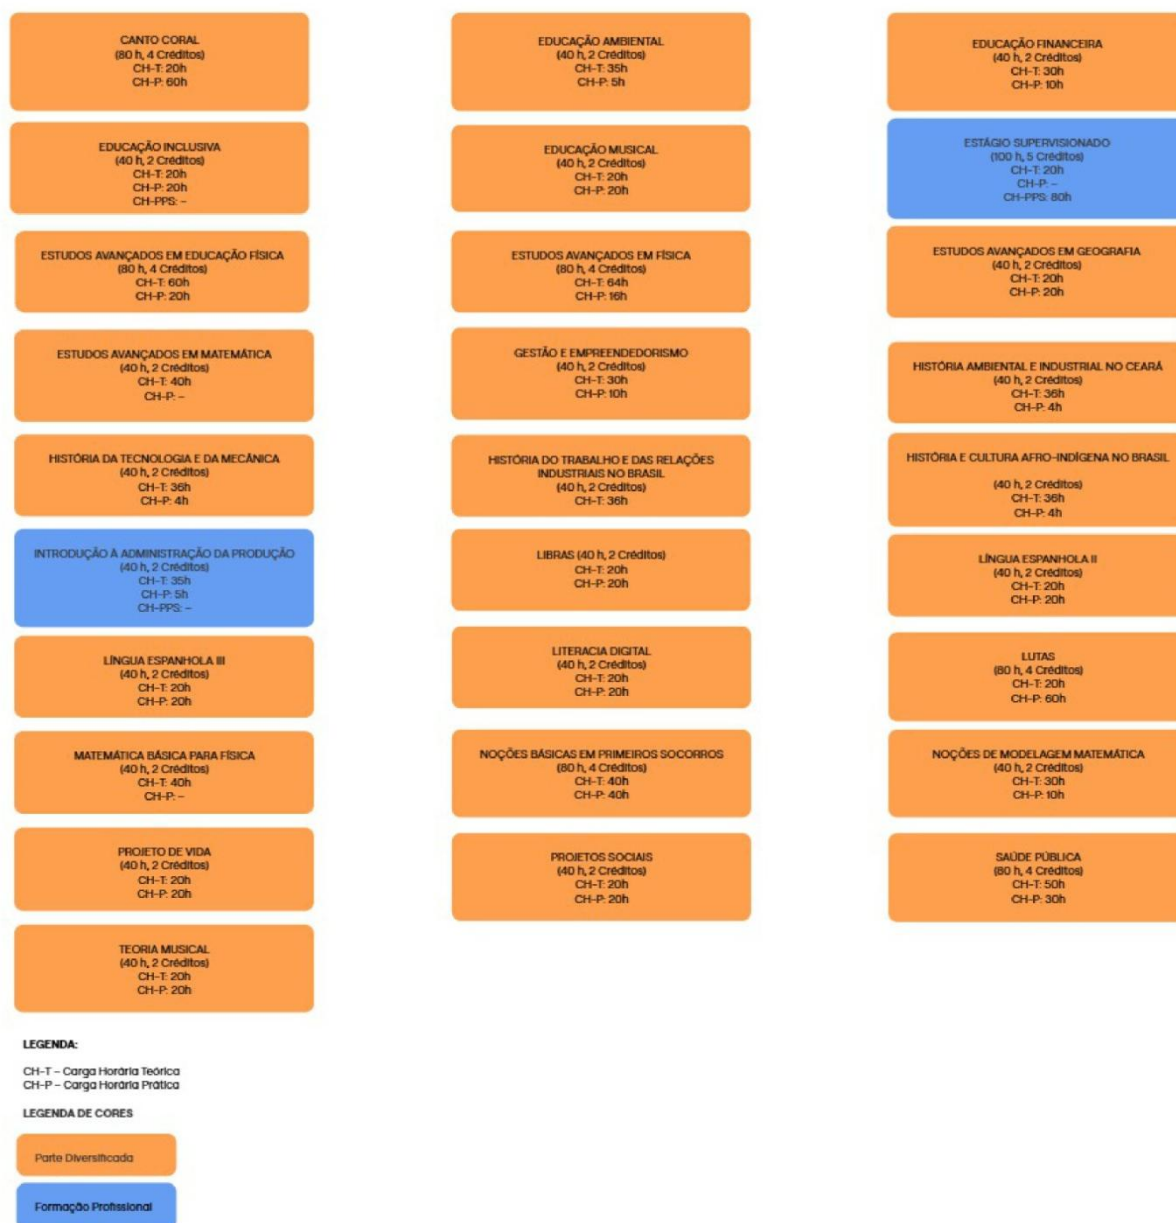 CANTO CORAL
(80 h, 4 Créditos)
CH-T: 20h
CH-P: 60h
EDUCAÇÃO AMBIENTAL
(40 h, 2 Créditos)
CH-T: 35h
CH-P: 5h
EDUCAÇÃO FINANCEIRA
(40 h, 2 Créditos)
CH-T: 30h
CH-P: 10h
EDUCAÇÃO INCLUSIVA
(40 h, 2 Créditos)
CH-T: 20h
CH-P: 20h
CH-PPS: –
EDUCAÇÃO MUSICAL
(40 h, 2 Créditos)
CH-T: 20h
CH-P: 20h
ESTÁGIO SUPERVISIONADO
(100 h, 5 Créditos)
CH-T: 20h
CH-P: –
CH-PPS: 80h
ESTUDOS AVANÇADOS EM EDUCAÇÃO FÍSICA
(80 h, 4 Créditos)
CH-T: 60h
CH-P: 20h
ESTUDOS AVANÇADOS EM FÍSICA
(80 h, 4 Créditos)
CH-T: 64h
CH-P: 16h
ESTUDOS AVANÇADOS EM GEOGRAFIA
(40 h, 2 Créditos)
CH-T: 20h
CH-P: 20h
ESTUDOS AVANÇADOS EM MATEMÁTICA
(40 h, 2 Créditos)
CH-T: 40h
CH-P: –
GESTÃO E EMPREENDEDORISMO
(40 h, 2 Créditos)
CH-T: 30h
CH-P: 10h
HISTÓRIA AMBIENTAL E INDUSTRIAL NO CEARÁ
(40 h, 2 Créditos)
CH-T: 36h
CH-P: 4h
HISTÓRIA DA TECNOLOGIA E DA MECÂNICA
(40 h, 2 Créditos)
CH-T: 36h
CH-P: 4h
HISTÓRIA DO TRABALHO E DAS RELAÇÕES
INDUSTRIAIS NO BRASIL
(40 h, 2 Créditos)
CH-T: 36h
HISTÓRIA E CULTURA AFRO-INDÍGENA NO BRASIL
(40 h, 2 Créditos)
CH-T: 36h
CH-P: 4h
INTRODUÇÃO À ADMINISTRAÇÃO DA PRODUÇÃO
(40 h, 2 Créditos)
CH-T: 35h
CH-P: 5h
CH-PPS: –
LIBRAS (40 h, 2 Créditos)
CH-T: 20h
CH-P: 20h
LÍNGUA ESPANHOLA II
(40 h, 2 Créditos)
CH-T: 20h
CH-P: 20h
LÍNGUA ESPANHOLA III
(40 h, 2 Créditos)
CH-T: 20h
CH-P: 20h
LITERACIA DIGITAL
(40 h, 2 Créditos)
CH-T: 20h
CH-P: 20h
LUTAS
(80 h, 4 Créditos)
CH-T: 20h
CH-P: 60h
MATEMÁTICA BÁSICA PARA FÍSICA
(40 h, 2 Créditos)
CH-T: 40h
CH-P: –
NOÇÕES BÁSICAS EM PRIMEIROS SOCORROS
(80 h, 4 Créditos)
CH-T: 40h
CH-P: 40h
NOÇÕES DE MODELAGEM MATEMÁTICA
(40 h, 2 Créditos)
CH-T: 30h
CH-P: 10h
PROJETO DE VIDA
(40 h, 2 Créditos)
CH-T: 20h
CH-P: 20h
PROJETOS SOCIAIS
(40 h, 2 Créditos)
CH-T: 20h
CH-P: 20h
SAÚDE PÚBLICA
(80 h, 4 Créditos)
CH-T: 50h
CH-P: 30h
TEORIA MUSICAL
(40 h, 2 Créditos)
CH-T: 20h
CH-P: 20h
LEGENDA:
CH-T – Carga Horária Teórica
CH-P – Carga Horária Prática
LEGENDA DE CORES
Parte Diversificada
Formação Profissional